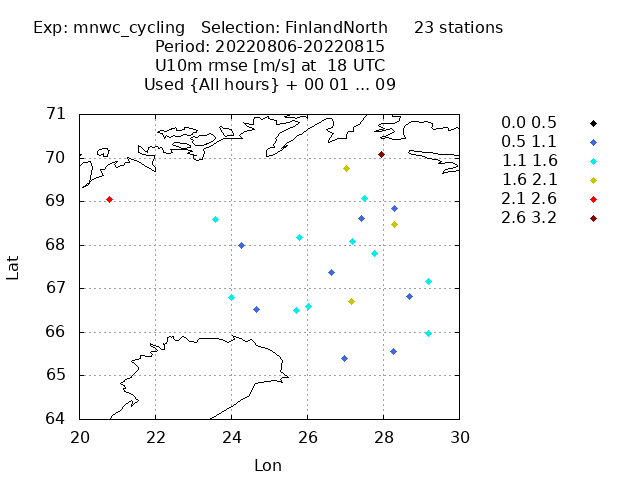 Exp: mnwc_cycling   Selection: FinlandNorth     23 stations
Period: 20220806-20220815
U10m rmse [m/s] at  18 UTC
Used {All hours} + 00 01 ... 09
0.0 0.5
0.5 1.1
1.1 1.6
1.6 2.1
2.1 2.6
2.6 3.2
71
70
69
68
67
66
65
64
Lat
20 22 24 26 28 30
Lon